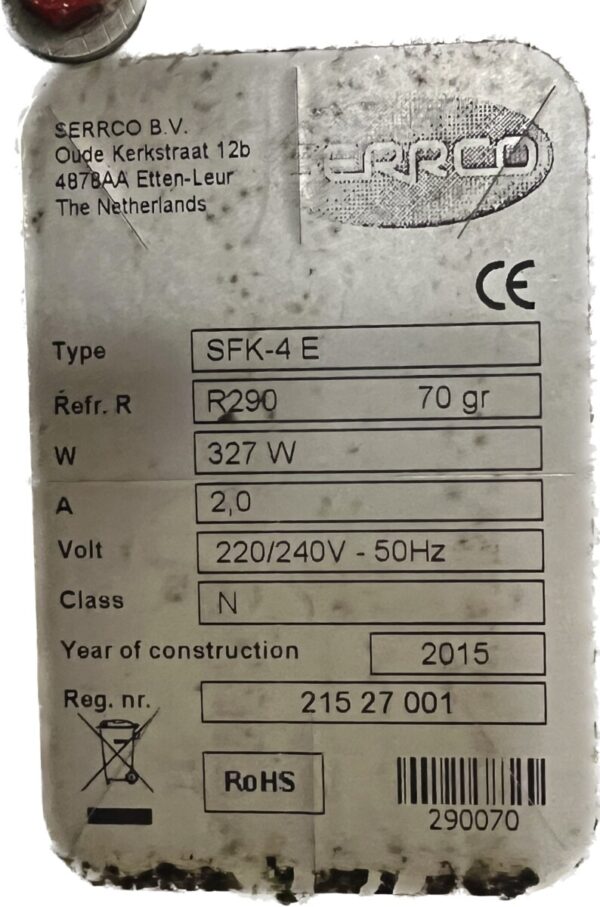 SERRCO B.V.
Oude Kerkstraat 12b
4878AA Etten-Leur
The Netherlands
SERRCO
CE
Type SFK-4 E
Refr. R R290 70 gr
W 327 W
A 2,0
Volt 220/240V - 50Hz
Class N
Year of construction 2015
Reg. nr. 215 27 001
RoHS
290070